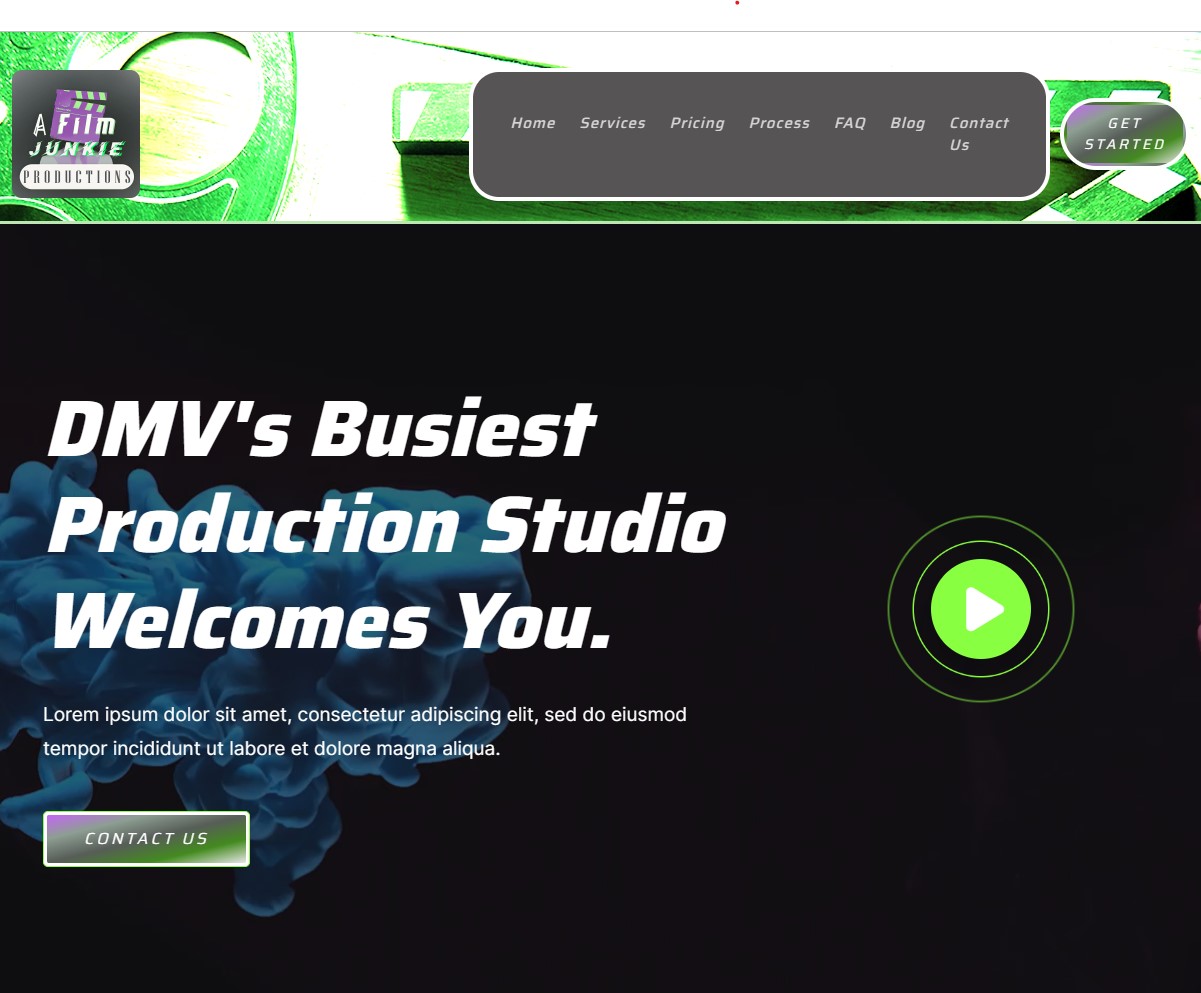 A Film
JUNKIE
PRODUCTIONS
Home Services Pricing Process FAQ Blog Contact Us
GET
STARTED
DMV's Busiest
Production Studio
Welcomes You.
Lorem ipsum dolor sit amet, consectetur adipiscing elit, sed do eiusmod
tempor incididunt ut labore et dolore magna aliqua.
CONTACT US